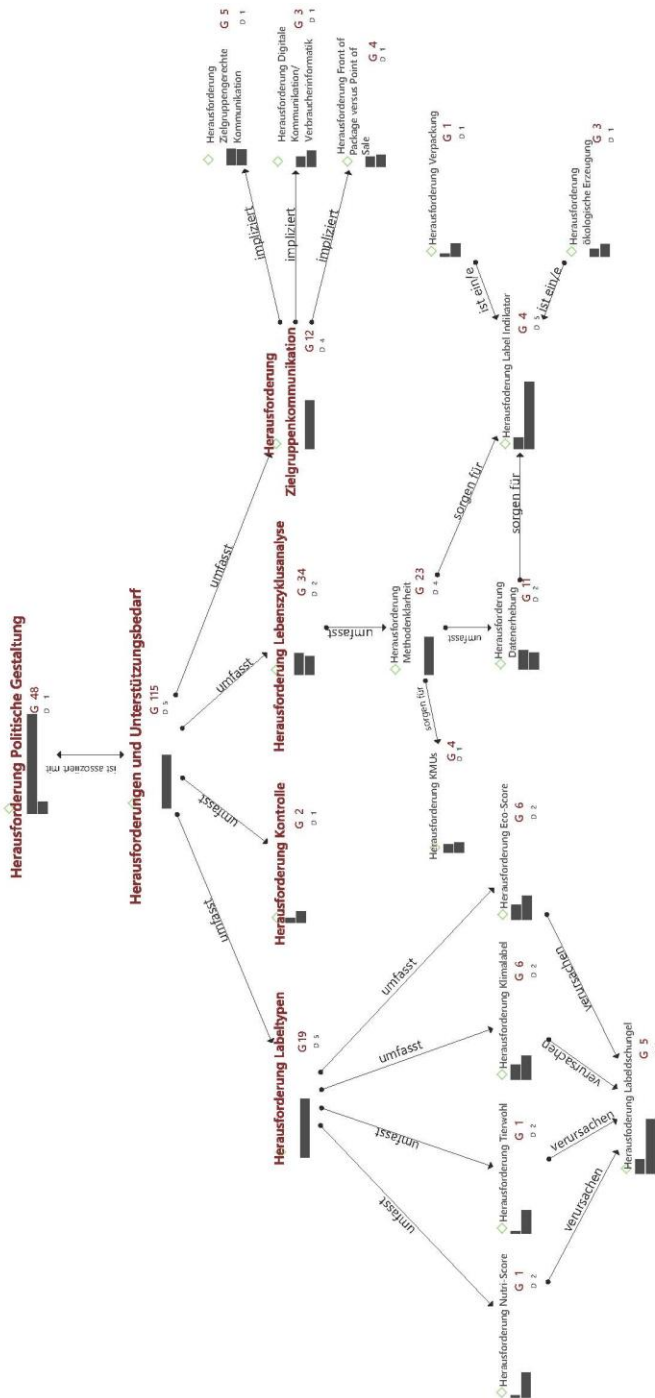 Herausforderung Politische Gestaltung
G 48
D 1
ist assoziiert mit
Herausforderungen und Unterstützungsbedarf
G 115
D 5
umfasst
umfasst
umfasst
umfasst
Herausforderung Labeltypen
G 19
D 5
Herausforderung Kontrolle
G 2
D 1
Herausforderung Lebenszyklusanalyse
G 34
D 2
Herausforderung
Zielgruppenkommunikation
G 12
D 4
impliziert
impliziert
impliziert
Herausforderung
Zielgruppengerechte
Kommunikation
G 5
D 1
Herausforderung Digitale
Kommunikation/
Verbraucherinformatik
G 3
D 1
Herausforderung Front of
Package versus Point of
Sale
G 4
D 1
umfasst
Herausforderung
Methodenklarheit
G 23
D 4
sorgen für
umfasst
sorgen für
Herausforderung KMUs
G 4
D 1
Herausforderung
Datenerhebung
G 11
D 2
sorgen für
Herausfoderung Label Indikator
G 4
D 5
ist ein/e
ist ein/e
Herausforderung Verpackung
G 1
D 1
Herausforderung
ökologische Erzeugung
G 3
D 1
umfasst
umfasst
umfasst
umfasst
Herausforderung Nutri-Score
G 1
D 2
Herausforderung Tierwohl
G 1
D 2
Herausforderung Klimalabel
G 6
D 2
Herausforderung Eco-Score
G 6
D 2
verursachen
verursachen
verursachen
verursachen
Herausfoderung Labeldschungel
G 5